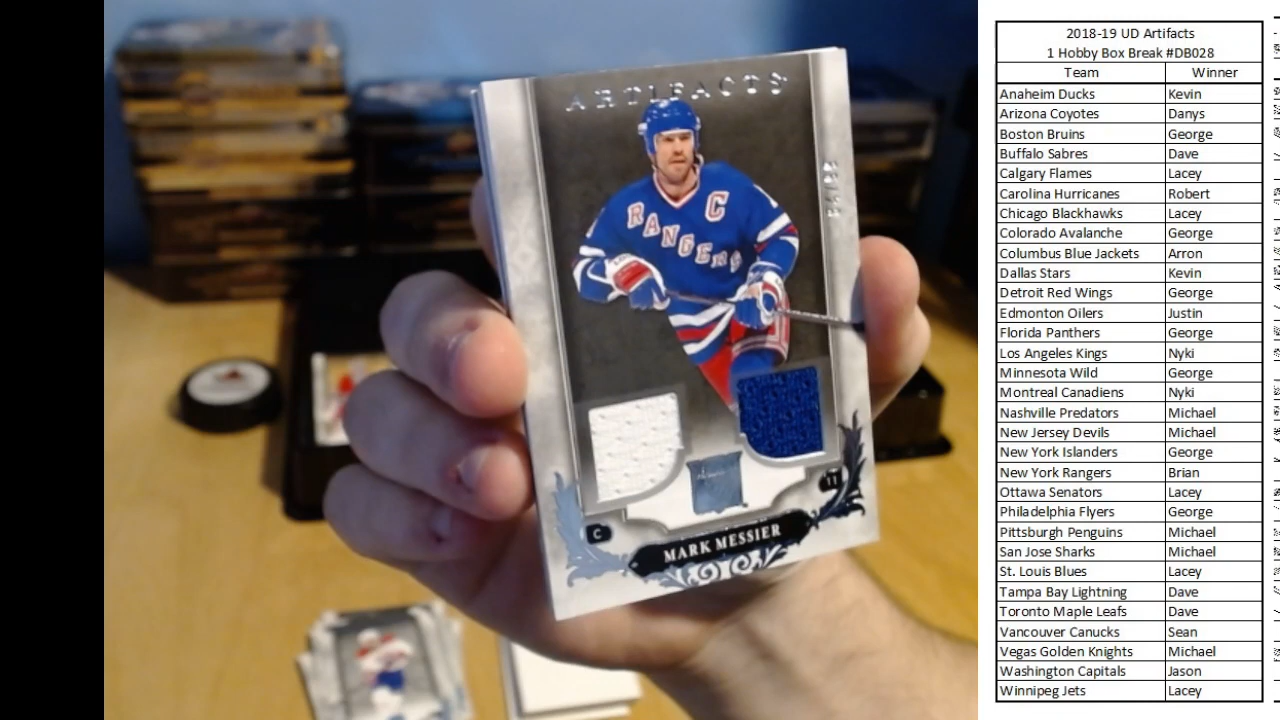 ARTIFACTS
C
RANGERS
11
C
MARK MESSIER
2018-19 UD Artifacts
1 Hobby Box Break #DB028
Team Winner
Anaheim Ducks Kevin
Arizona Coyotes Danys
Boston Bruins George
Buffalo Sabres Dave
Calgary Flames Lacey
Carolina Hurricanes Robert
Chicago Blackhawks Lacey
Colorado Avalanche George
Columbus Blue Jackets Arron
Dallas Stars Kevin
Detroit Red Wings George
Edmonton Oilers Justin
Florida Panthers George
Los Angeles Kings Nyki
Minnesota Wild George
Montreal Canadiens Nyki
Nashville Predators Michael
New Jersey Devils Michael
New York Islanders George
New York Rangers Brian
Ottawa Senators Lacey
Philadelphia Flyers George
Pittsburgh Penguins Michael
San Jose Sharks Michael
St. Louis Blues Lacey
Tampa Bay Lightning Dave
Toronto Maple Leafs Dave
Vancouver Canucks Sean
Vegas Golden Knights Michael
Washington Capitals Jason
Winnipeg Jets Lacey